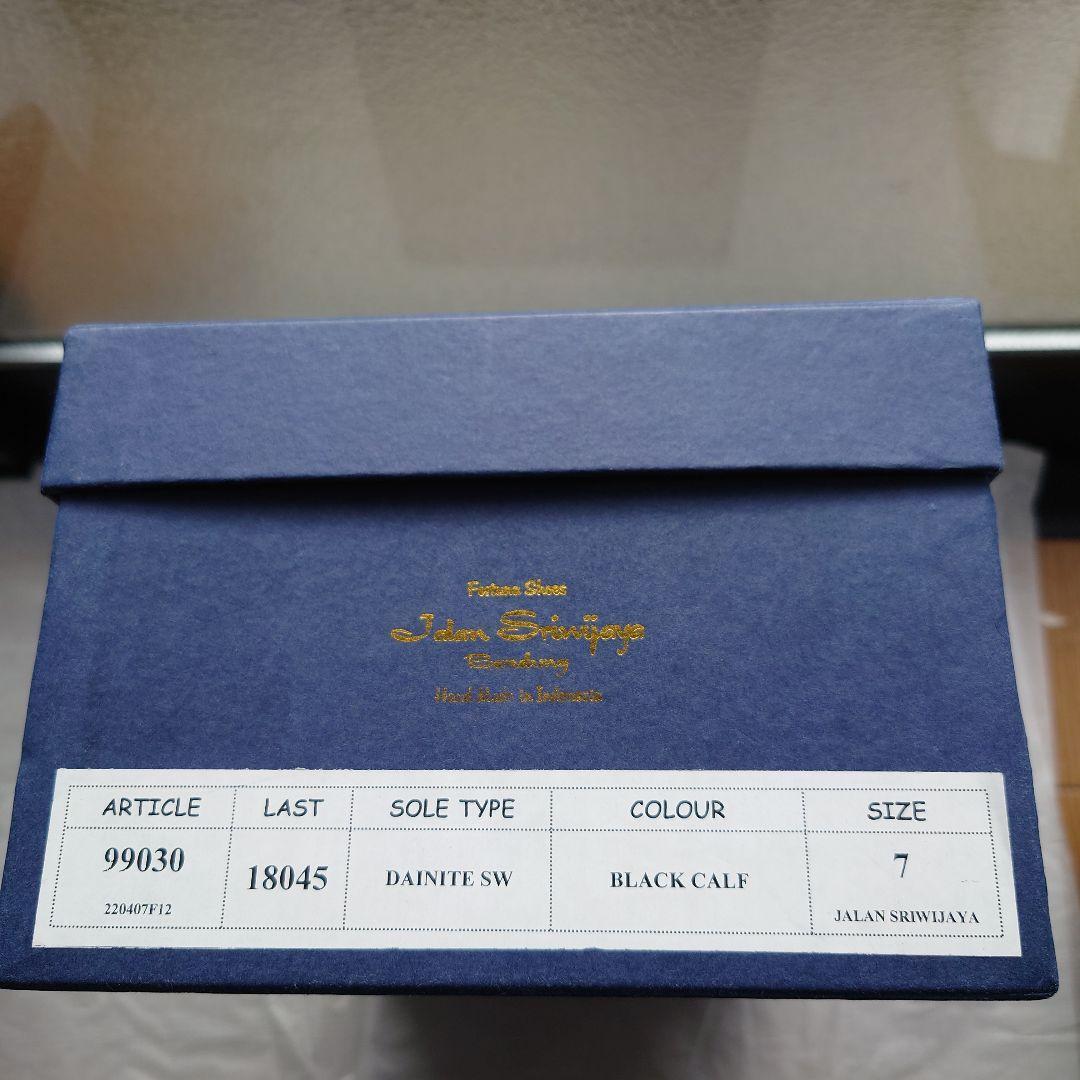 Fortuna Shoes
Jalan Sriwijaya
Bandung
Hand Made in Indonesia
ARTICLE LAST SOLE TYPE COLOUR SIZE
99030 18045 DAINITE SW BLACK CALF 7
220407F12 JALAN SRIWIJAYA